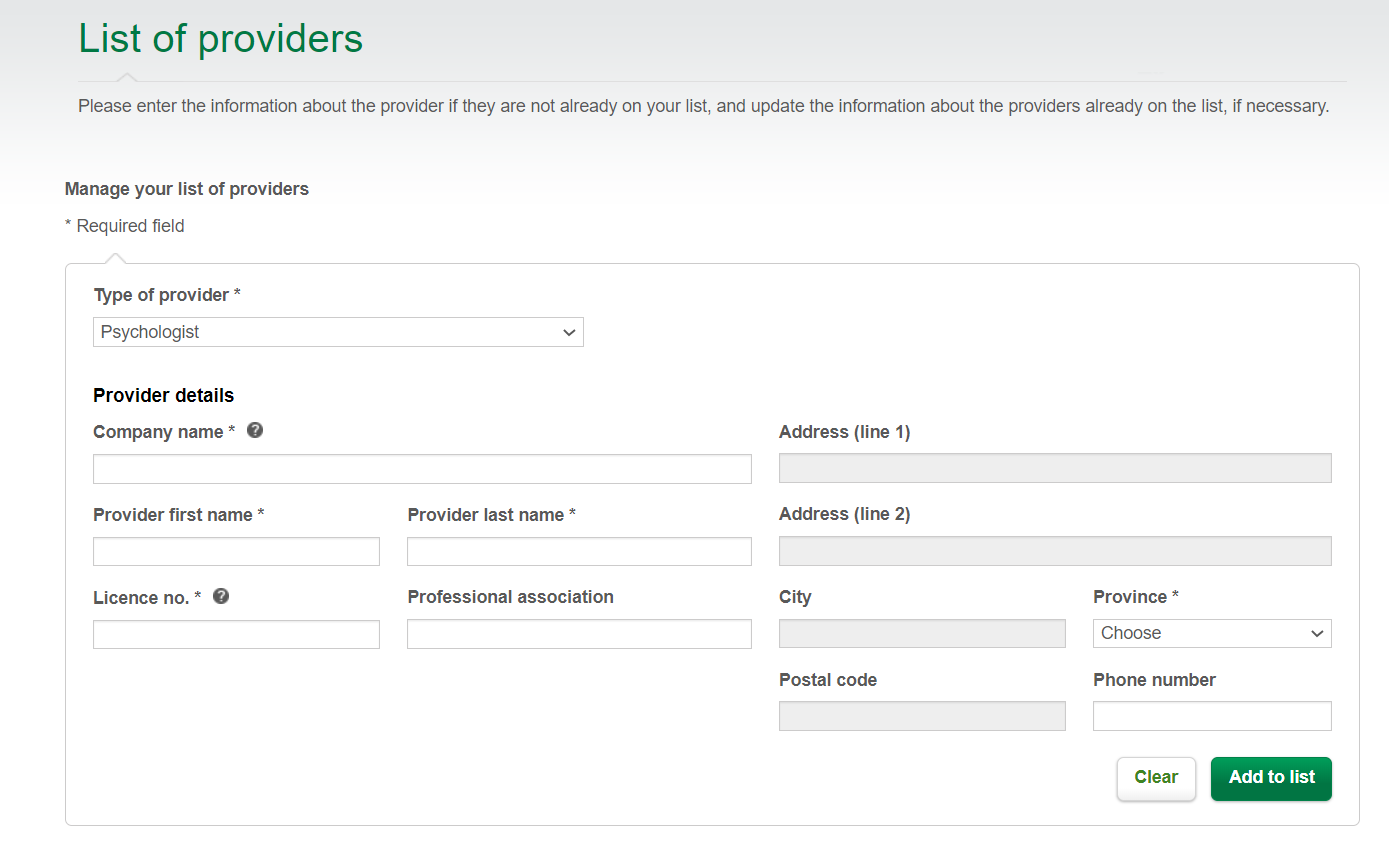 List of providers
Please enter the information about the provider if they are not already on your list, and update the information about the providers already on the list, if necessary.
Manage your list of providers
* Required field
Type of provider *
Psychologist
Provider details
Company name * ?
Address (line 1)
Provider first name *
Provider last name *
Address (line 2)
Licence no. * ?
Professional association
City
Province *
Choose
Postal code
Phone number
Clear
Add to list